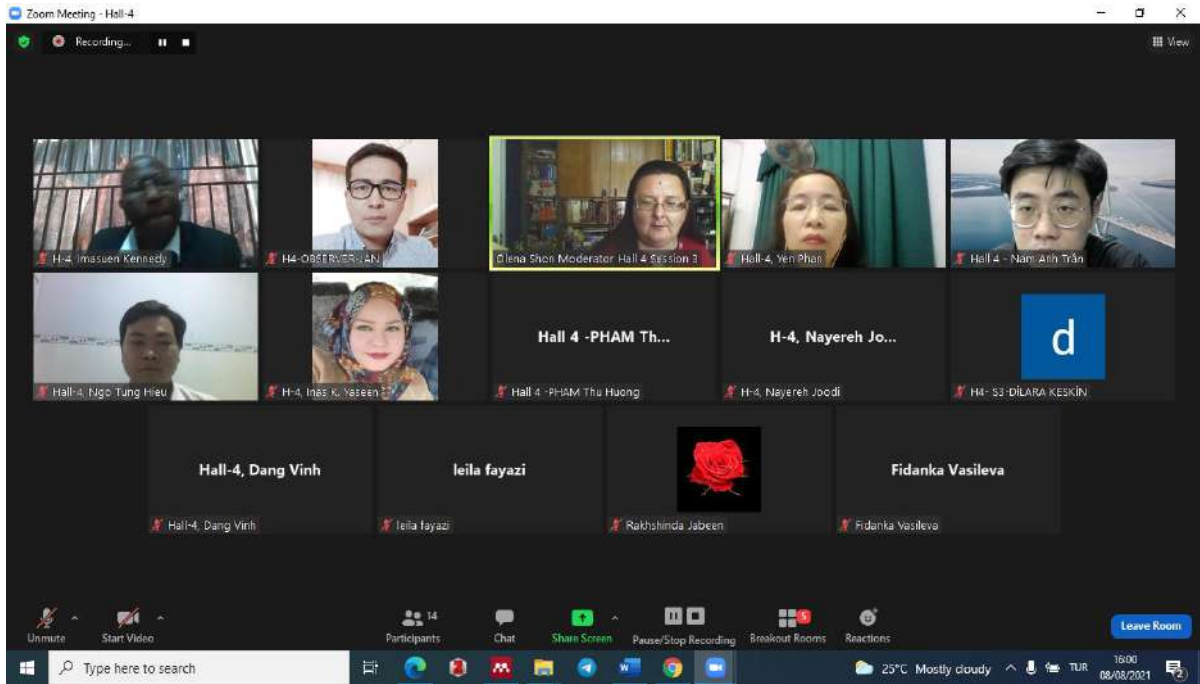 Zoom Meeting - Hall-4
Recording...
View
H-4, Imasuen Kennedy
H4-OBSERVER-JAN
Olena Shon Moderator Hall 4 Session 3
Hall-4, Yen Phan
Hall 4 - Nam Anh Trần
Hall-4, Ngo Tung Hieu
H-4, Inas K. Yaseen
Hall 4 -PHAM Th...
Hall 4 -PHAM Thu Huong
H-4, Nayereh Jo...
H-4, Nayereh Joodi
d
H4- S3-DİLARA KESKİN
Hall-4, Dang Vinh
Hall-4, Dang Vinh
leila fayazi
leila fayazi
Rakhshinda Jabeen
Fidanka Vasileva
Fidanka Vasileva
Unmute
Start Video
14
Participants
Chat
Share Screen
Pause/Stop Recording
5
Breakout Rooms
Reactions
Leave Room
Type here to search
25°C Mostly cloudy
TUR
16:00
08/08/2021
2